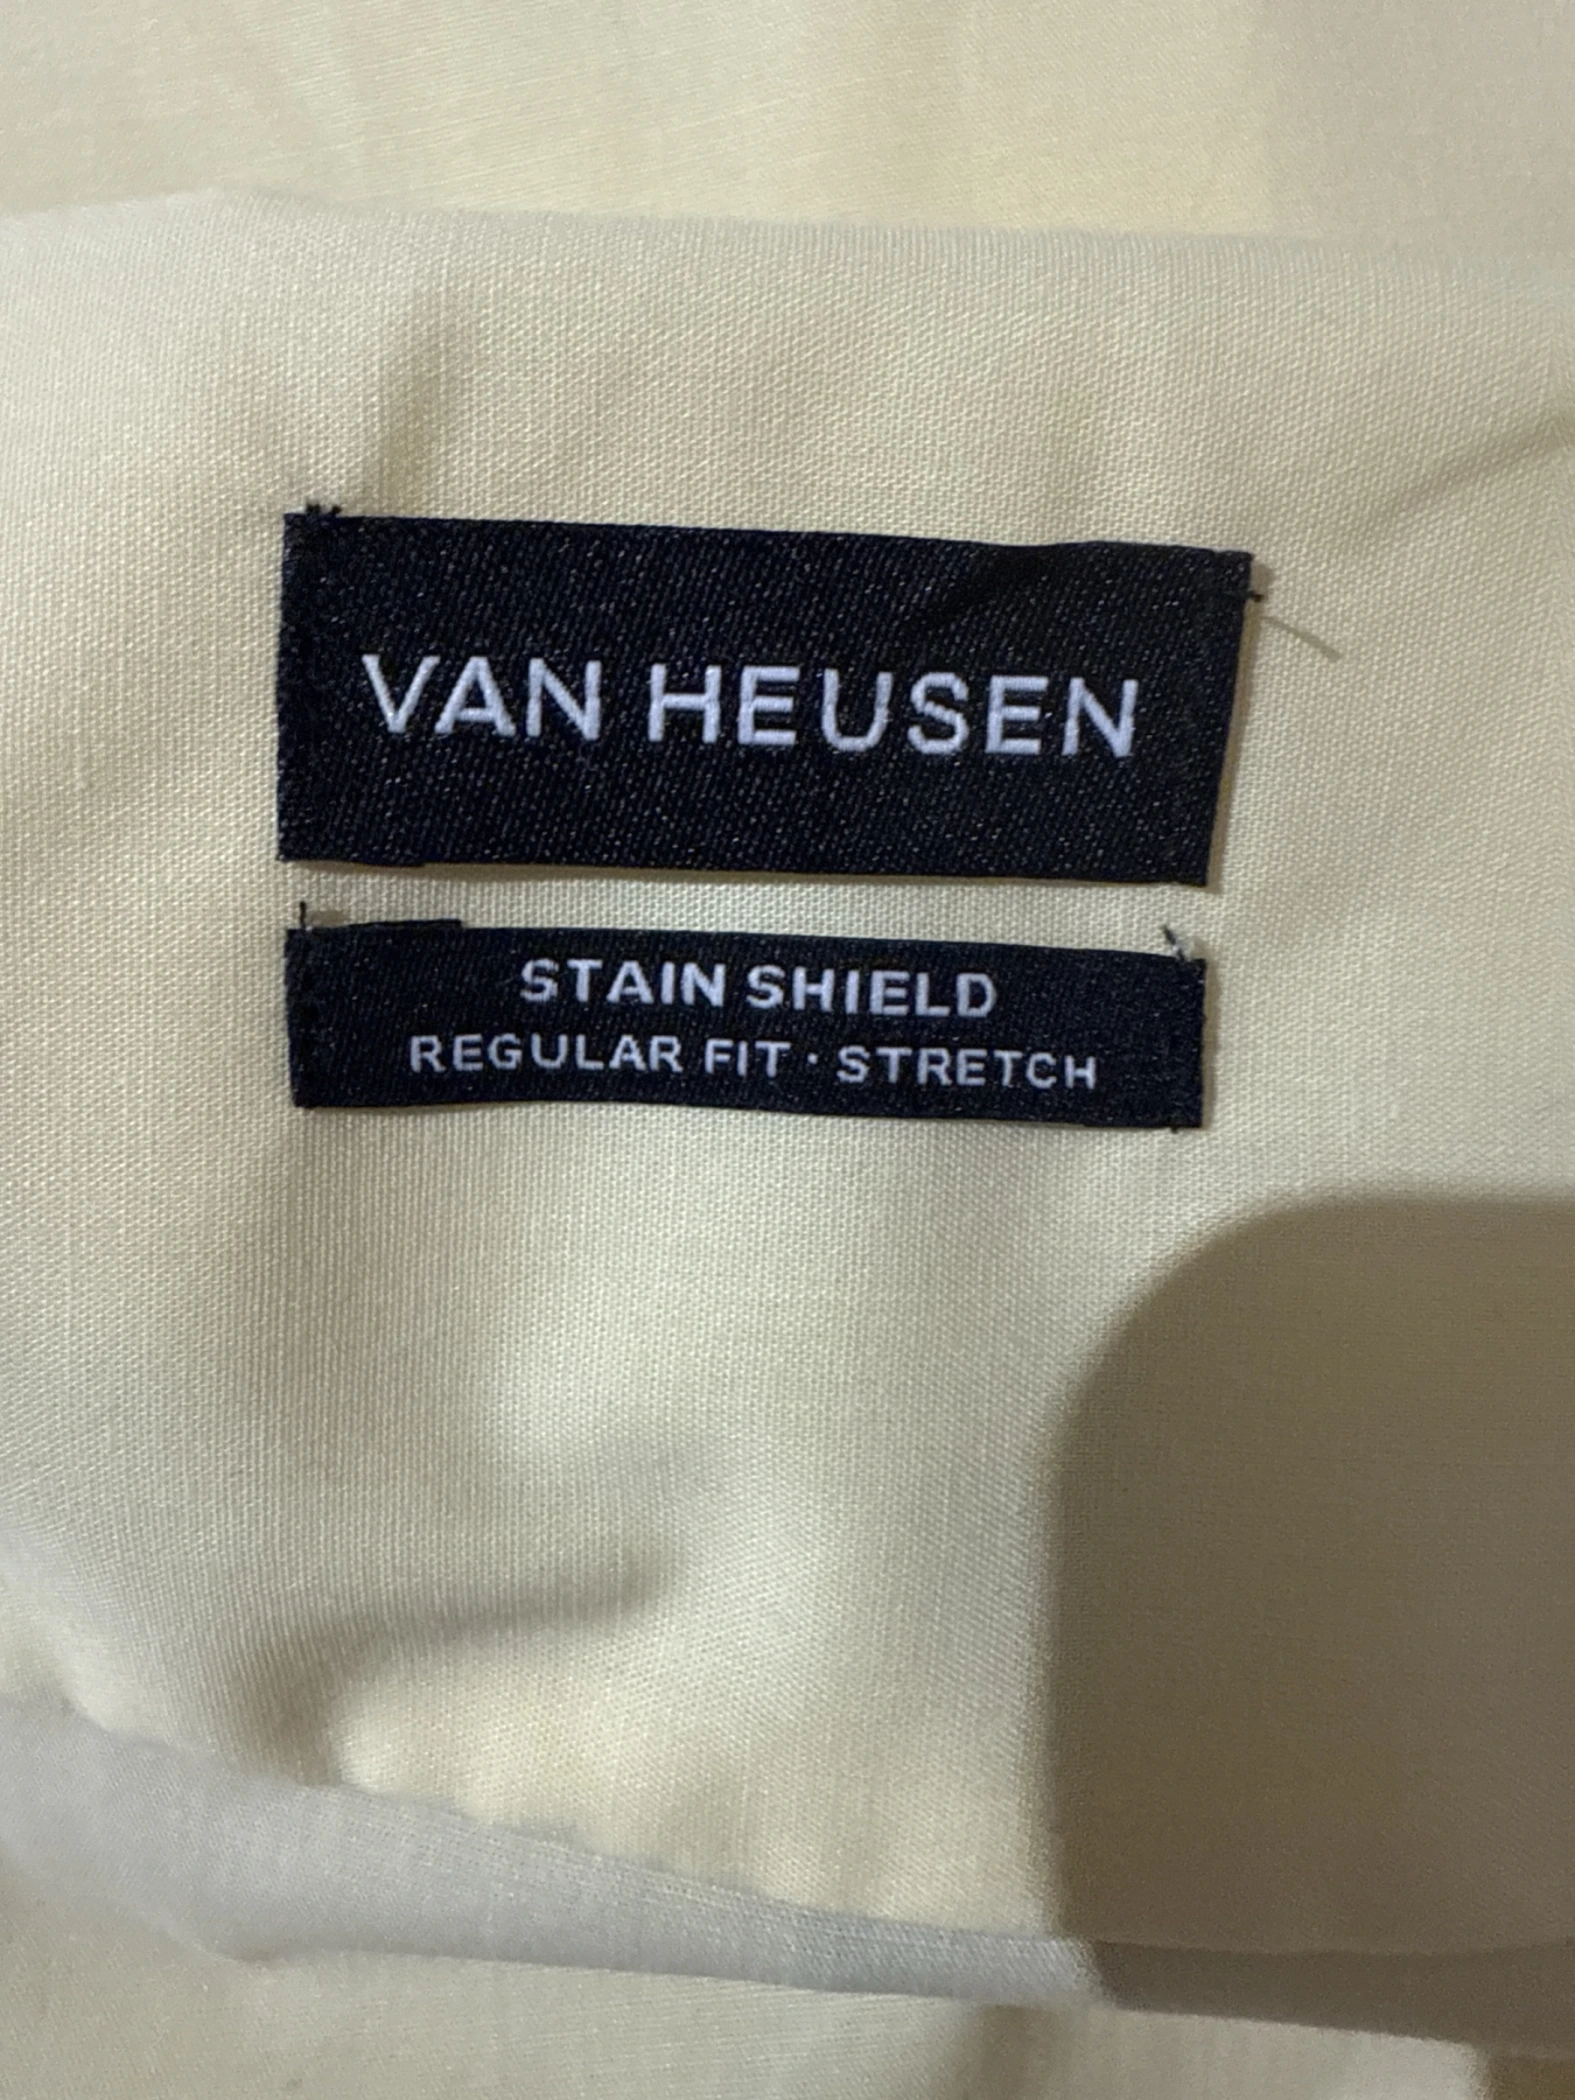 VAN HEUSEN
STAIN SHIELD
REGULAR FIT · STRETCH